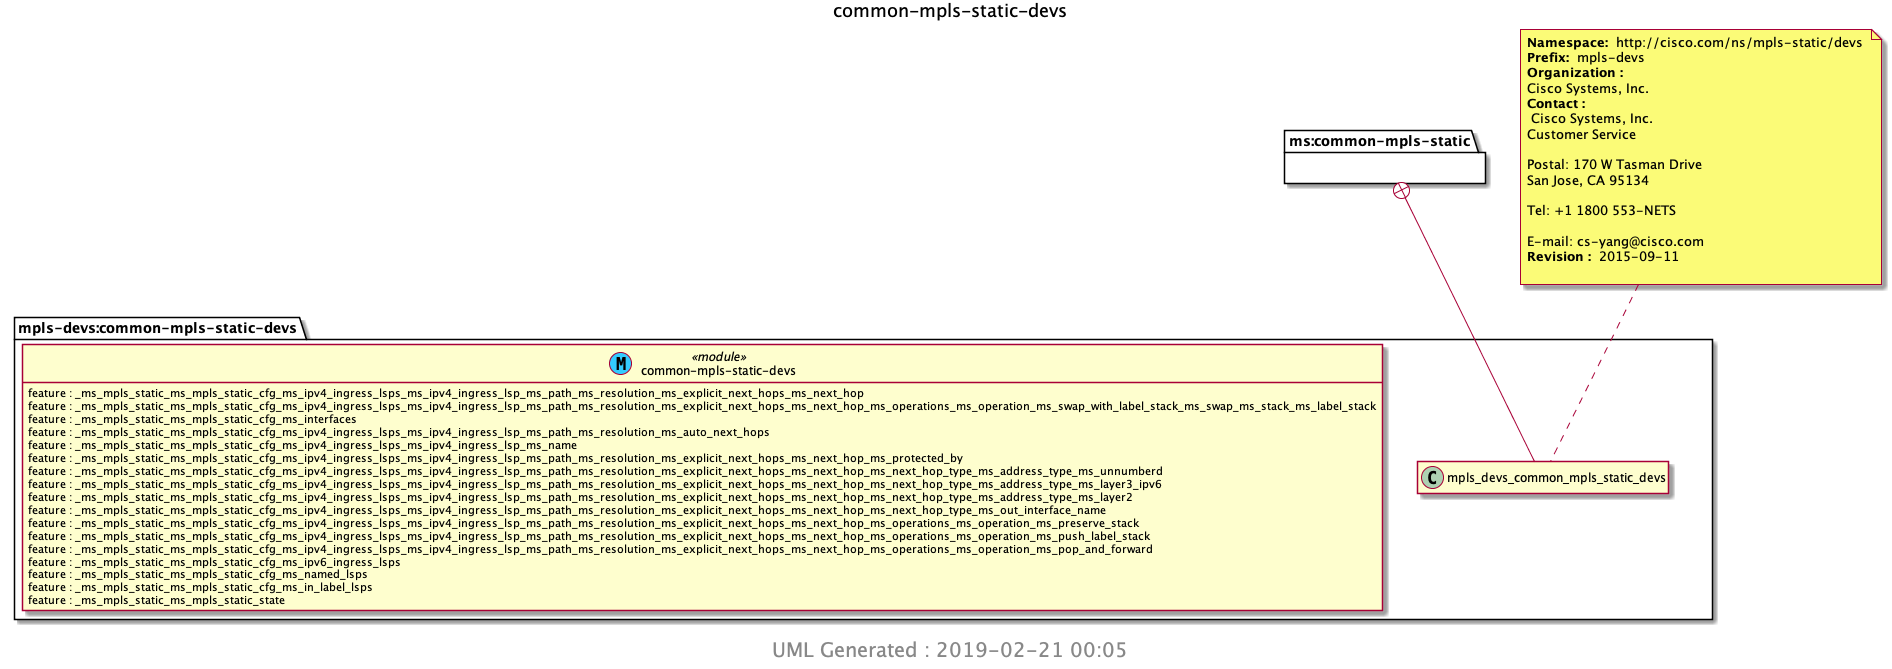 common-mpls-static-devs
Namespace: http://cisco.com/ns/mpls-static/devs
Prefix: mpls-devs
Organization :
Cisco Systems, Inc.
Contact :
Cisco Systems, Inc.
Customer Service
Postal: 170 W Tasman Drive
San Jose, CA 95134
Tel: +1 1800 553-NETS
E-mail: cs-yang@cisco.com
Revision : 2015-09-11
ms:common-mpls-static
mpls-devs:common-mpls-static-devs
M
«module»
common-mpls-static-devs
feature : _ms_mpls_static_ms_mpls_static_cfg_ms_ipv4_ingress_lsps_ms_ipv4_ingress_lsp_ms_path_ms_resolution_ms_explicit_next_hops_ms_next_hop
feature : _ms_mpls_static_ms_mpls_static_cfg_ms_ipv4_ingress_lsps_ms_ipv4_ingress_lsp_ms_path_ms_resolution_ms_explicit_next_hops_ms_next_hop_ms_operations_ms_operation_ms_swap_with_label_stack_ms_swap_ms_stack_ms_label_stack
feature : _ms_mpls_static_ms_mpls_static_cfg_ms_interfaces
feature : _ms_mpls_static_ms_mpls_static_cfg_ms_ipv4_ingress_lsps_ms_ipv4_ingress_lsp_ms_path_ms_resolution_ms_auto_next_hops
feature : _ms_mpls_static_ms_mpls_static_cfg_ms_ipv4_ingress_lsps_ms_ipv4_ingress_lsp_ms_name
feature : _ms_mpls_static_ms_mpls_static_cfg_ms_ipv4_ingress_lsps_ms_ipv4_ingress_lsp_ms_path_ms_resolution_ms_explicit_next_hops_ms_next_hop_ms_protected_by
feature : _ms_mpls_static_ms_mpls_static_cfg_ms_ipv4_ingress_lsps_ms_ipv4_ingress_lsp_ms_path_ms_resolution_ms_explicit_next_hops_ms_next_hop_ms_next_hop_type_ms_address_type_ms_unnumberd
feature : _ms_mpls_static_ms_mpls_static_cfg_ms_ipv4_ingress_lsps_ms_ipv4_ingress_lsp_ms_path_ms_resolution_ms_explicit_next_hops_ms_next_hop_ms_next_hop_type_ms_address_type_ms_layer3_ipv6
feature : _ms_mpls_static_ms_mpls_static_cfg_ms_ipv4_ingress_lsps_ms_ipv4_ingress_lsp_ms_path_ms_resolution_ms_explicit_next_hops_ms_next_hop_ms_next_hop_type_ms_address_type_ms_layer2
feature : _ms_mpls_static_ms_mpls_static_cfg_ms_ipv4_ingress_lsps_ms_ipv4_ingress_lsp_ms_path_ms_resolution_ms_explicit_next_hops_ms_next_hop_ms_next_hop_type_ms_out_interface_name
feature : _ms_mpls_static_ms_mpls_static_cfg_ms_ipv4_ingress_lsps_ms_ipv4_ingress_lsp_ms_path_ms_resolution_ms_explicit_next_hops_ms_next_hop_ms_operations_ms_operation_ms_preserve_stack
feature : _ms_mpls_static_ms_mpls_static_cfg_ms_ipv4_ingress_lsps_ms_ipv4_ingress_lsp_ms_path_ms_resolution_ms_explicit_next_hops_ms_next_hop_ms_operations_ms_operation_ms_push_label_stack
feature : _ms_mpls_static_ms_mpls_static_cfg_ms_ipv4_ingress_lsps_ms_ipv4_ingress_lsp_ms_path_ms_resolution_ms_explicit_next_hops_ms_next_hop_ms_operations_ms_operation_ms_pop_and_forward
feature : _ms_mpls_static_ms_mpls_static_cfg_ms_ipv6_ingress_lsps
feature : _ms_mpls_static_ms_mpls_static_cfg_ms_named_lsps
feature : _ms_mpls_static_ms_mpls_static_cfg_ms_in_label_lsps
feature : _ms_mpls_static_ms_mpls_static_state
C mpls_devs_common_mpls_static_devs
UML Generated : 2019-02-21 00:05